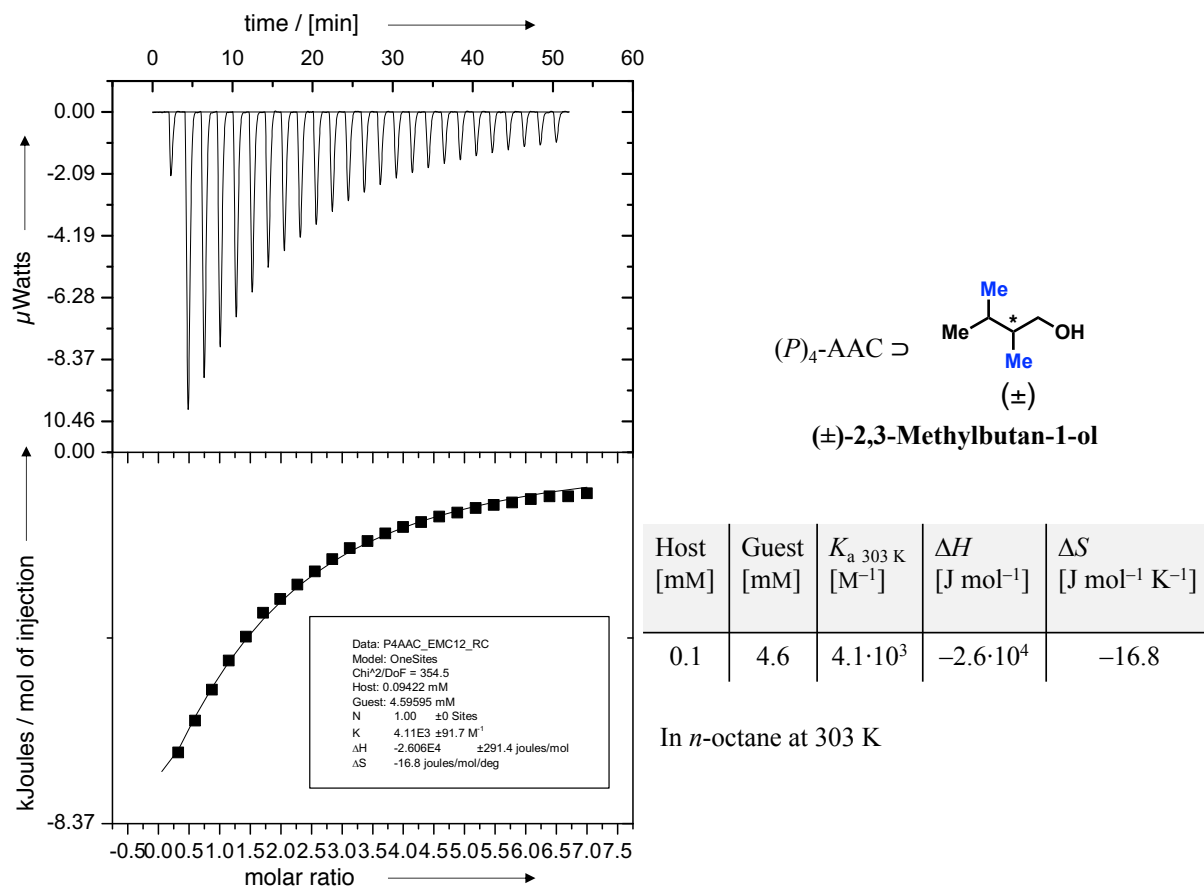 time / [min]
0 10 20 30 40 50 60
0.00
-2.09
-4.19
-6.28
-8.37
10.46
µWatts
0.00
-8.37
kJoules / mol of injection
Data: P4AAC_EMC12_RC
Model: OneSites
Chi^2/DoF = 354.5
Host: 0.09422 mM
Guest: 4.59595 mM
N 1.00 ±0 Sites
K 4.11E3 ±91.7 M⁻¹
ΔH -2.606E4 ±291.4 joules/mol
ΔS -16.8 joules/mol/deg
-0.50.00.51.01.52.02.53.03.54.04.55.05.56.06.57.07.5
molar ratio
(P)₄-AAC ⊃
Me
*
Me
OH
Me
(±)
(±)-2,3-Methylbutan-1-ol
Host Guest Kₐ ₃₀₃ K ΔH ΔS
[mM] [mM] [M⁻¹] [J mol⁻¹] [J mol⁻¹ K⁻¹]
0.1 4.6 4.1·10³ −2.6·10⁴ −16.8
In n-octane at 303 K